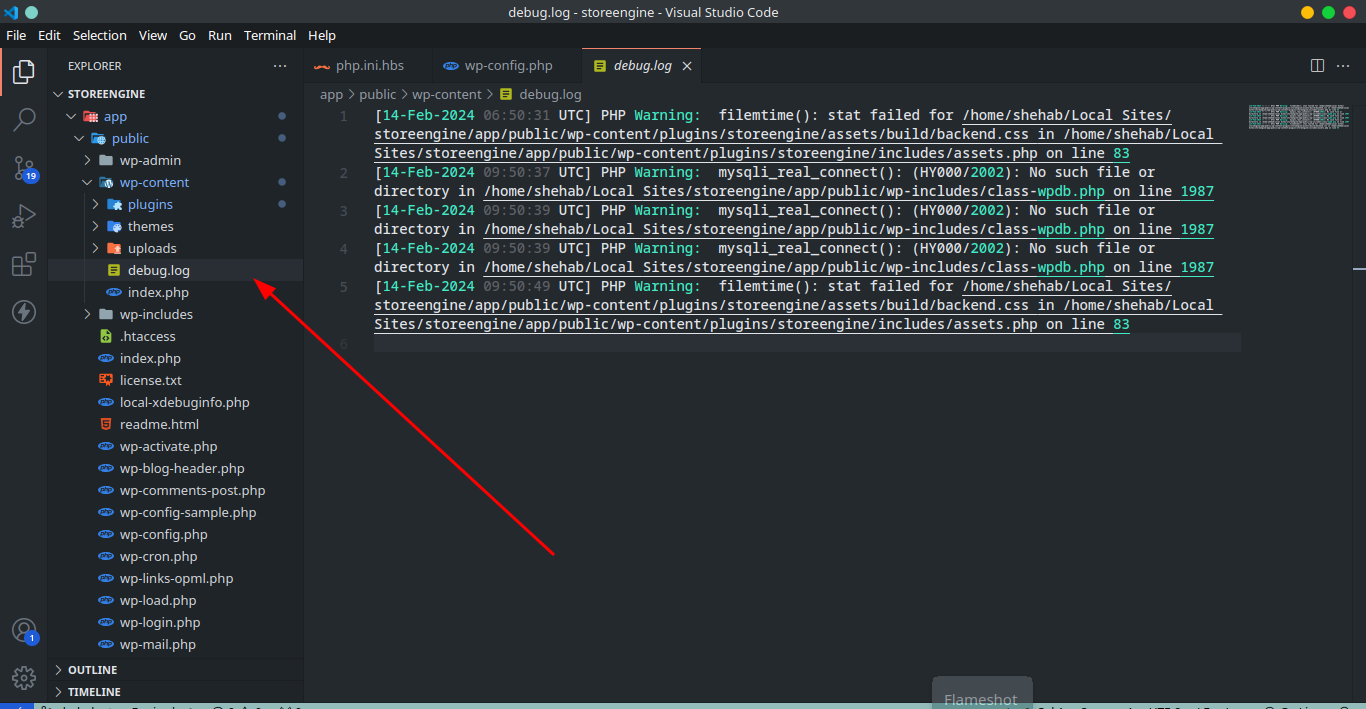 debug.log - storeengine - Visual Studio Code
File Edit Selection View Go Run Terminal Help
EXPLORER
php.ini.hbs
wp-config.php
debug.log
STOREENGINE
app
public
wp-admin
wp-content
plugins
themes
uploads
debug.log
index.php
wp-includes
.htaccess
index.php
license.txt
local-xdebuginfo.php
readme.html
wp-activate.php
wp-blog-header.php
wp-comments-post.php
wp-config-sample.php
wp-config.php
wp-cron.php
wp-links-opml.php
wp-load.php
wp-login.php
wp-mail.php
OUTLINE
TIMELINE
19
1
app > public > wp-content > debug.log
1 [14-Feb-2024 06:50:31 UTC] PHP Warning:  filemtime(): stat failed for /home/shehab/Local Sites/
storeengine/app/public/wp-content/plugins/storeengine/assets/build/backend.css in /home/shehab/Local
Sites/storeengine/app/public/wp-content/plugins/storeengine/includes/assets.php on line 83
2 [14-Feb-2024 09:50:37 UTC] PHP Warning:  mysqli_real_connect(): (HY000/2002): No such file or
directory in /home/shehab/Local Sites/storeengine/app/public/wp-includes/class-wpdb.php on line 1987
3 [14-Feb-2024 09:50:39 UTC] PHP Warning:  mysqli_real_connect(): (HY000/2002): No such file or
directory in /home/shehab/Local Sites/storeengine/app/public/wp-includes/class-wpdb.php on line 1987
4 [14-Feb-2024 09:50:39 UTC] PHP Warning:  mysqli_real_connect(): (HY000/2002): No such file or
directory in /home/shehab/Local Sites/storeengine/app/public/wp-includes/class-wpdb.php on line 1987
5 [14-Feb-2024 09:50:49 UTC] PHP Warning:  filemtime(): stat failed for /home/shehab/Local Sites/
storeengine/app/public/wp-content/plugins/storeengine/assets/build/backend.css in /home/shehab/Local
Sites/storeengine/app/public/wp-content/plugins/storeengine/includes/assets.php on line 83
6
Flameshot